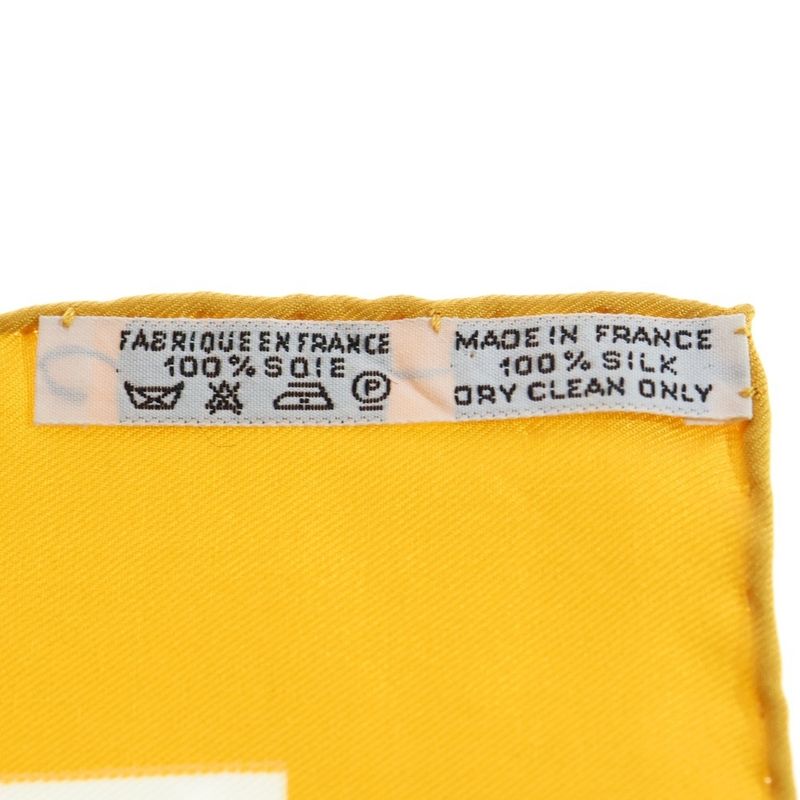 FABRIQUE EN FRANCE
100% SOIE
P
MADE IN FRANCE
100% SILK
DRY CLEAN ONLY